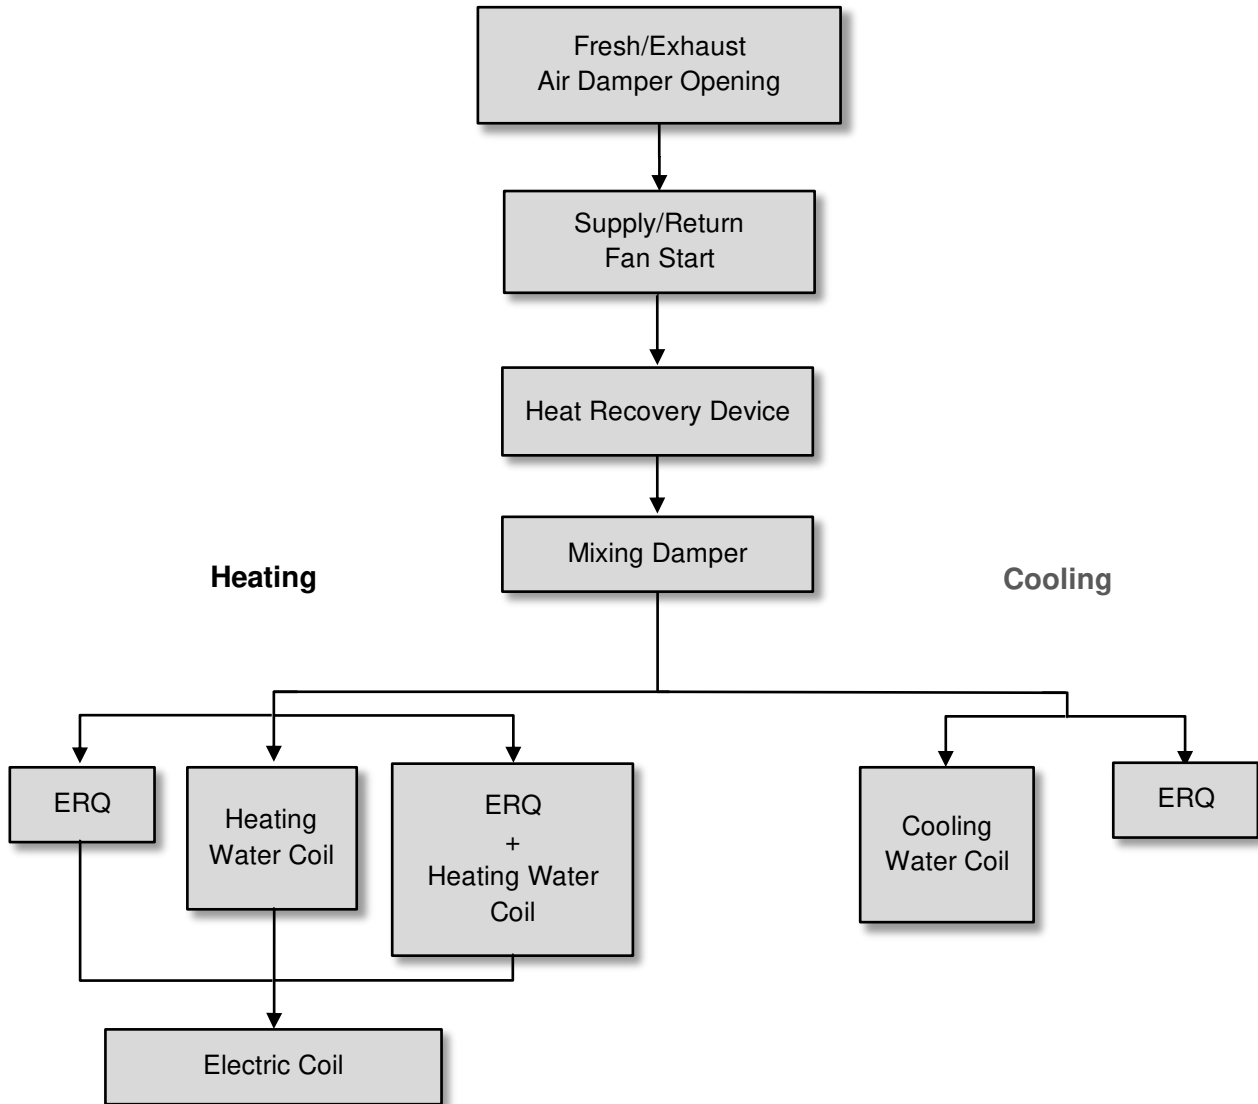 Fresh/Exhaust
Air Damper Opening
Supply/Return
Fan Start
Heat Recovery Device
Mixing Damper
Heating
Cooling
ERQ
Heating
Water Coil
ERQ
+
Heating Water
Coil
Cooling
Water Coil
ERQ
Electric Coil